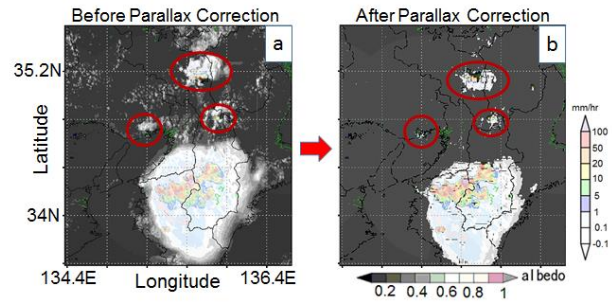 Before Parallax Correction
After Parallax Correction
a
b
35.2N
Latitude
34N
134.4E
Longitude
136.4E
mm/hr
100
50
20
10
5
1
0.1
-0.1
0.2 0.4 0.6 0.8 1
albedo